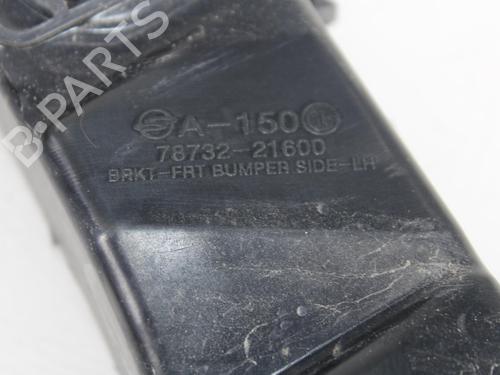 A-150
78732-21600
BRKT-FRT BUMPER SIDE-LH
B-PARTS